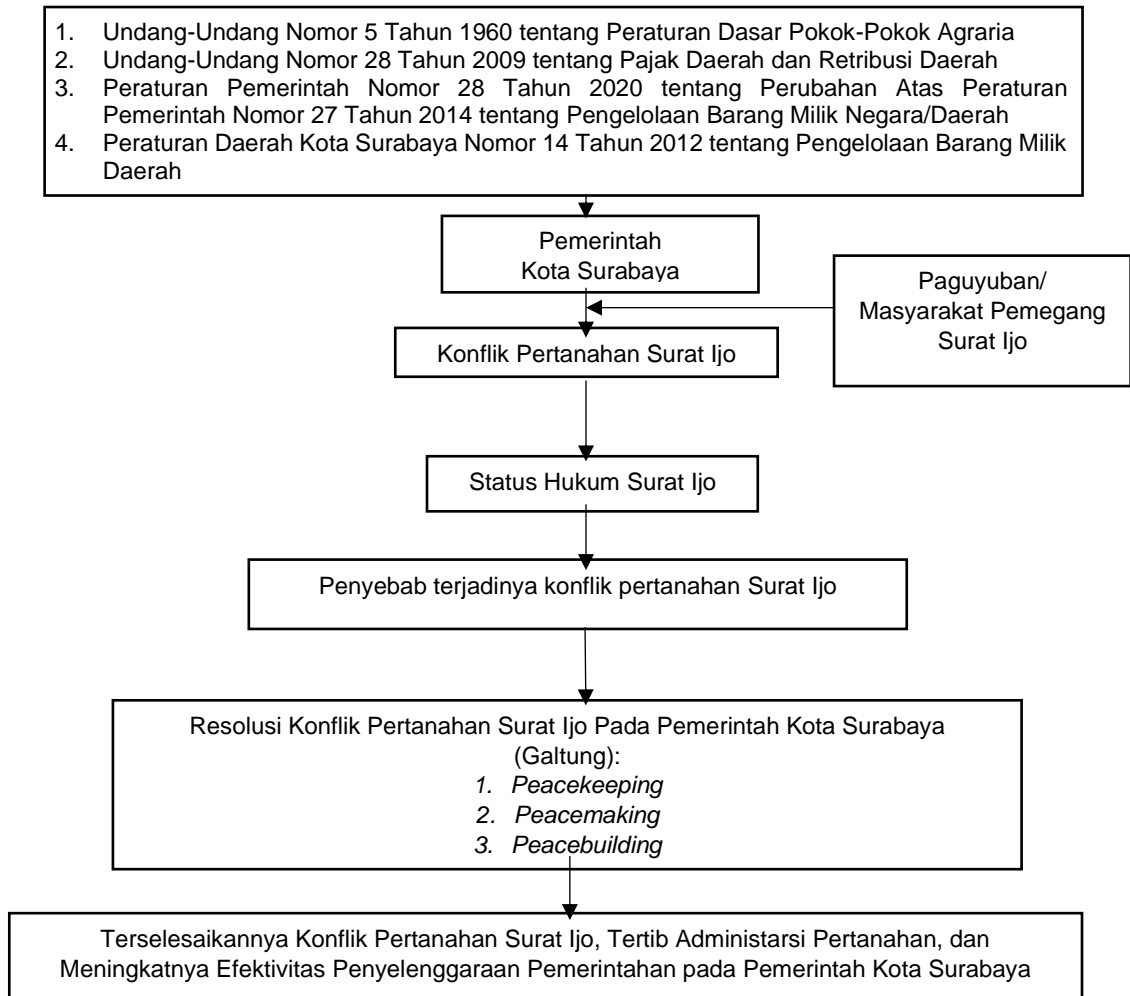 1. Undang-Undang Nomor 5 Tahun 1960 tentang Peraturan Dasar Pokok-Pokok Agraria
2. Undang-Undang Nomor 28 Tahun 2009 tentang Pajak Daerah dan Retribusi Daerah
3. Peraturan Pemerintah Nomor 28 Tahun 2020 tentang Perubahan Atas Peraturan
Pemerintah Nomor 27 Tahun 2014 tentang Pengelolaan Barang Milik Negara/Daerah
4. Peraturan Daerah Kota Surabaya Nomor 14 Tahun 2012 tentang Pengelolaan Barang Milik
Daerah
Pemerintah
Kota Surabaya
Paguyuban/
Masyarakat Pemegang
Surat Ijo
Konflik Pertanahan Surat Ijo
Status Hukum Surat Ijo
Penyebab terjadinya konflik pertanahan Surat Ijo
Resolusi Konflik Pertanahan Surat Ijo Pada Pemerintah Kota Surabaya
(Galtung):
1. Peacekeeping
2. Peacemaking
3. Peacebuilding
Terselesaikannya Konflik Pertanahan Surat Ijo, Tertib Administarsi Pertanahan, dan
Meningkatnya Efektivitas Penyelenggaraan Pemerintahan pada Pemerintah Kota Surabaya